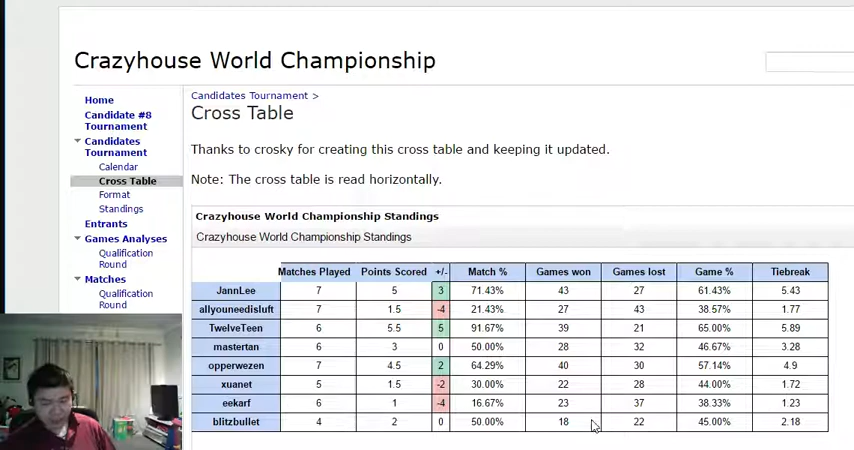 Crazyhouse World Championship
Home
Candidate #8
Tournament
Candidates
Tournament
Calendar
Cross Table
Format
Standings
Entrants
Games Analyses
Qualification
Round
Matches
Qualification
Round
Candidates Tournament >
Cross Table
Thanks to crosky for creating this cross table and keeping it updated.
Note: The cross table is read horizontally.
Crazyhouse World Championship Standings
Crazyhouse World Championship Standings
Matches Played Points Scored +/- Match % Games won Games lost Game % Tiebreak
JannLee 7 5 3 71.43% 43 27 61.43% 5.43
allyouneedisluft 7 1.5 -4 21.43% 27 43 38.57% 1.77
TwelveTeen 6 5.5 5 91.67% 39 21 65.00% 5.89
mastertan 6 3 0 50.00% 28 32 46.67% 3.28
opperwezen 7 4.5 2 64.29% 40 30 57.14% 4.9
xuanet 5 1.5 -2 30.00% 22 28 44.00% 1.72
eekarf 6 1 -4 16.67% 23 37 38.33% 1.23
blitzbullet 4 2 0 50.00% 18 22 45.00% 2.18